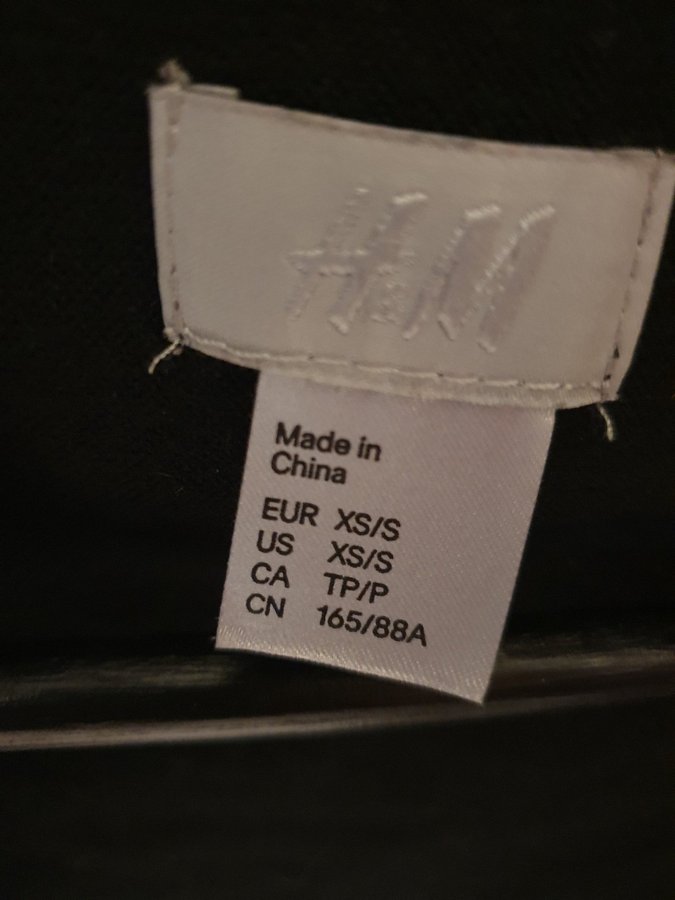 H&M
Made in
China
EUR XS/S
US XS/S
CA TP/P
CN 165/88A